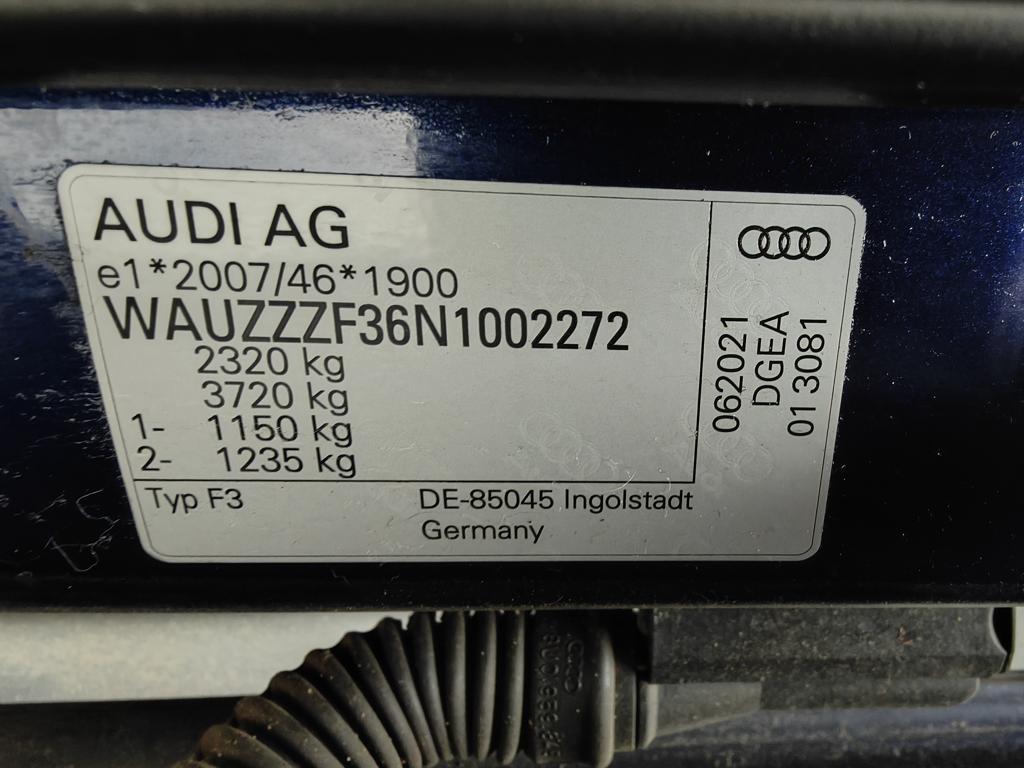 AUDI AG
e1*2007/46*1900
WAUZZZF36N1002272
2320 kg
3720 kg
1- 1150 kg
2- 1235 kg
Typ F3
DE-85045 Ingolstadt
Germany
062021
DGEA
01 3081